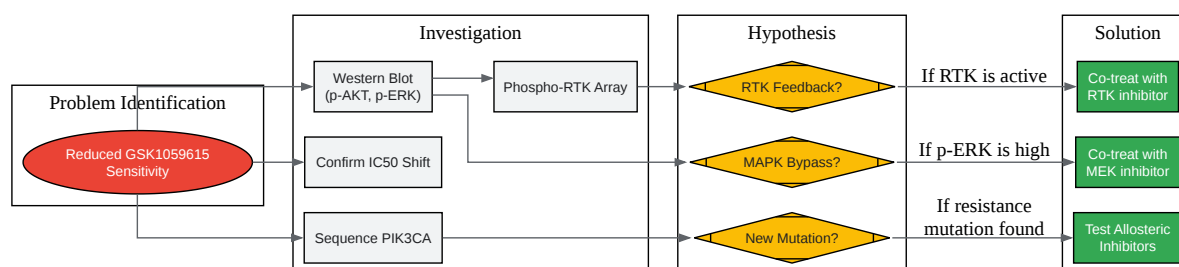 Problem Identification
Reduced GSK1059615
Sensitivity
Investigation
Western Blot
(p-AKT, p-ERK)
Phospho-RTK Array
Confirm IC50 Shift
Sequence PIK3CA
Hypothesis
RTK Feedback?
MAPK Bypass?
New Mutation?
If RTK is active
If p-ERK is high
If resistance
mutation found
Solution
Co-treat with
RTK inhibitor
Co-treat with
MEK inhibitor
Test Allosteric
Inhibitors